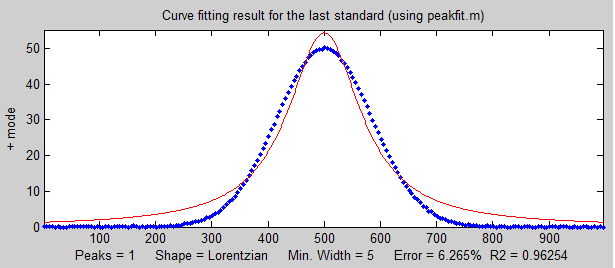 Curve fitting result for the last standard (using peakfit.m)
50
40
30
20
10
0
+ mode
100 200 300 400 500 600 700 800 900
Peaks = 1 Shape = Lorentzian Min. Width = 5 Error = 6.265% R2 = 0.96254